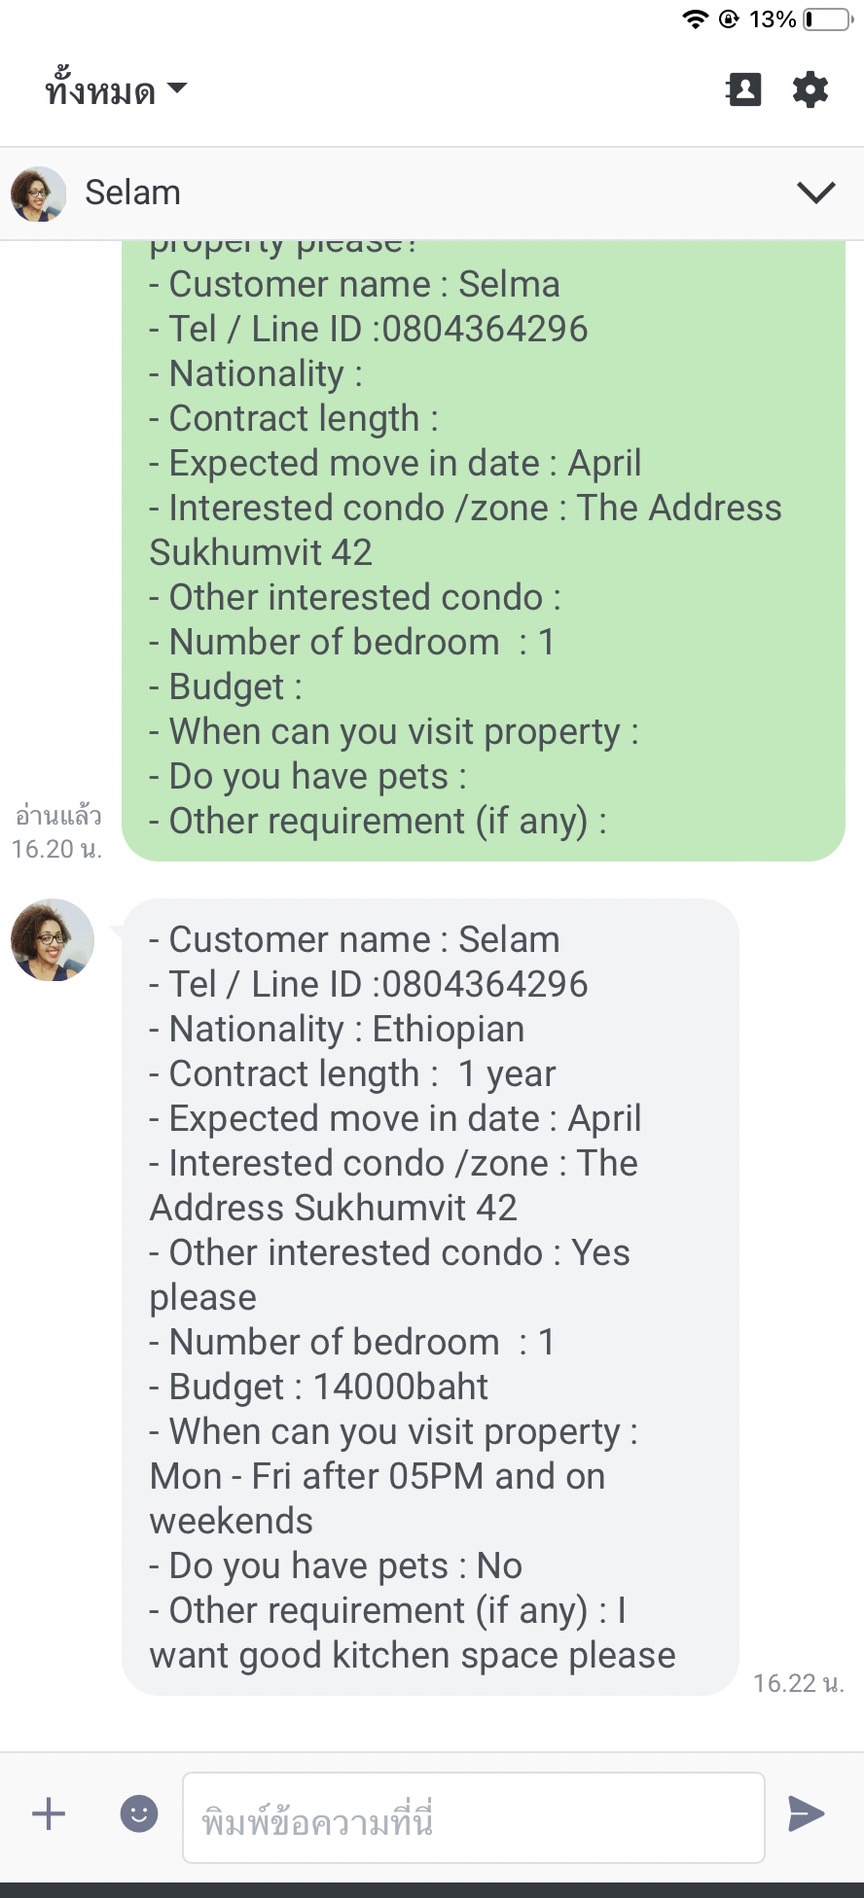 13%
ทั้งหมด
Selam
property please?
- Customer name : Selma
- Tel / Line ID :0804364296
- Nationality :
- Contract length :
- Expected move in date : April
- Interested condo /zone : The Address
Sukhumvit 42
- Other interested condo :
- Number of bedroom  : 1
- Budget :
- When can you visit property :
- Do you have pets :
- Other requirement (if any) :
อ่านแล้ว
16.20 น.
- Customer name : Selam
- Tel / Line ID :0804364296
- Nationality : Ethiopian
- Contract length :  1 year
- Expected move in date : April
- Interested condo /zone : The
Address Sukhumvit 42
- Other interested condo : Yes
please
- Number of bedroom  : 1
- Budget : 14000baht
- When can you visit property :
Mon - Fri after 05PM and on
weekends
- Do you have pets : No
- Other requirement (if any) : I
want good kitchen space please
16.22 น.
พิมพ์ข้อความที่นี่